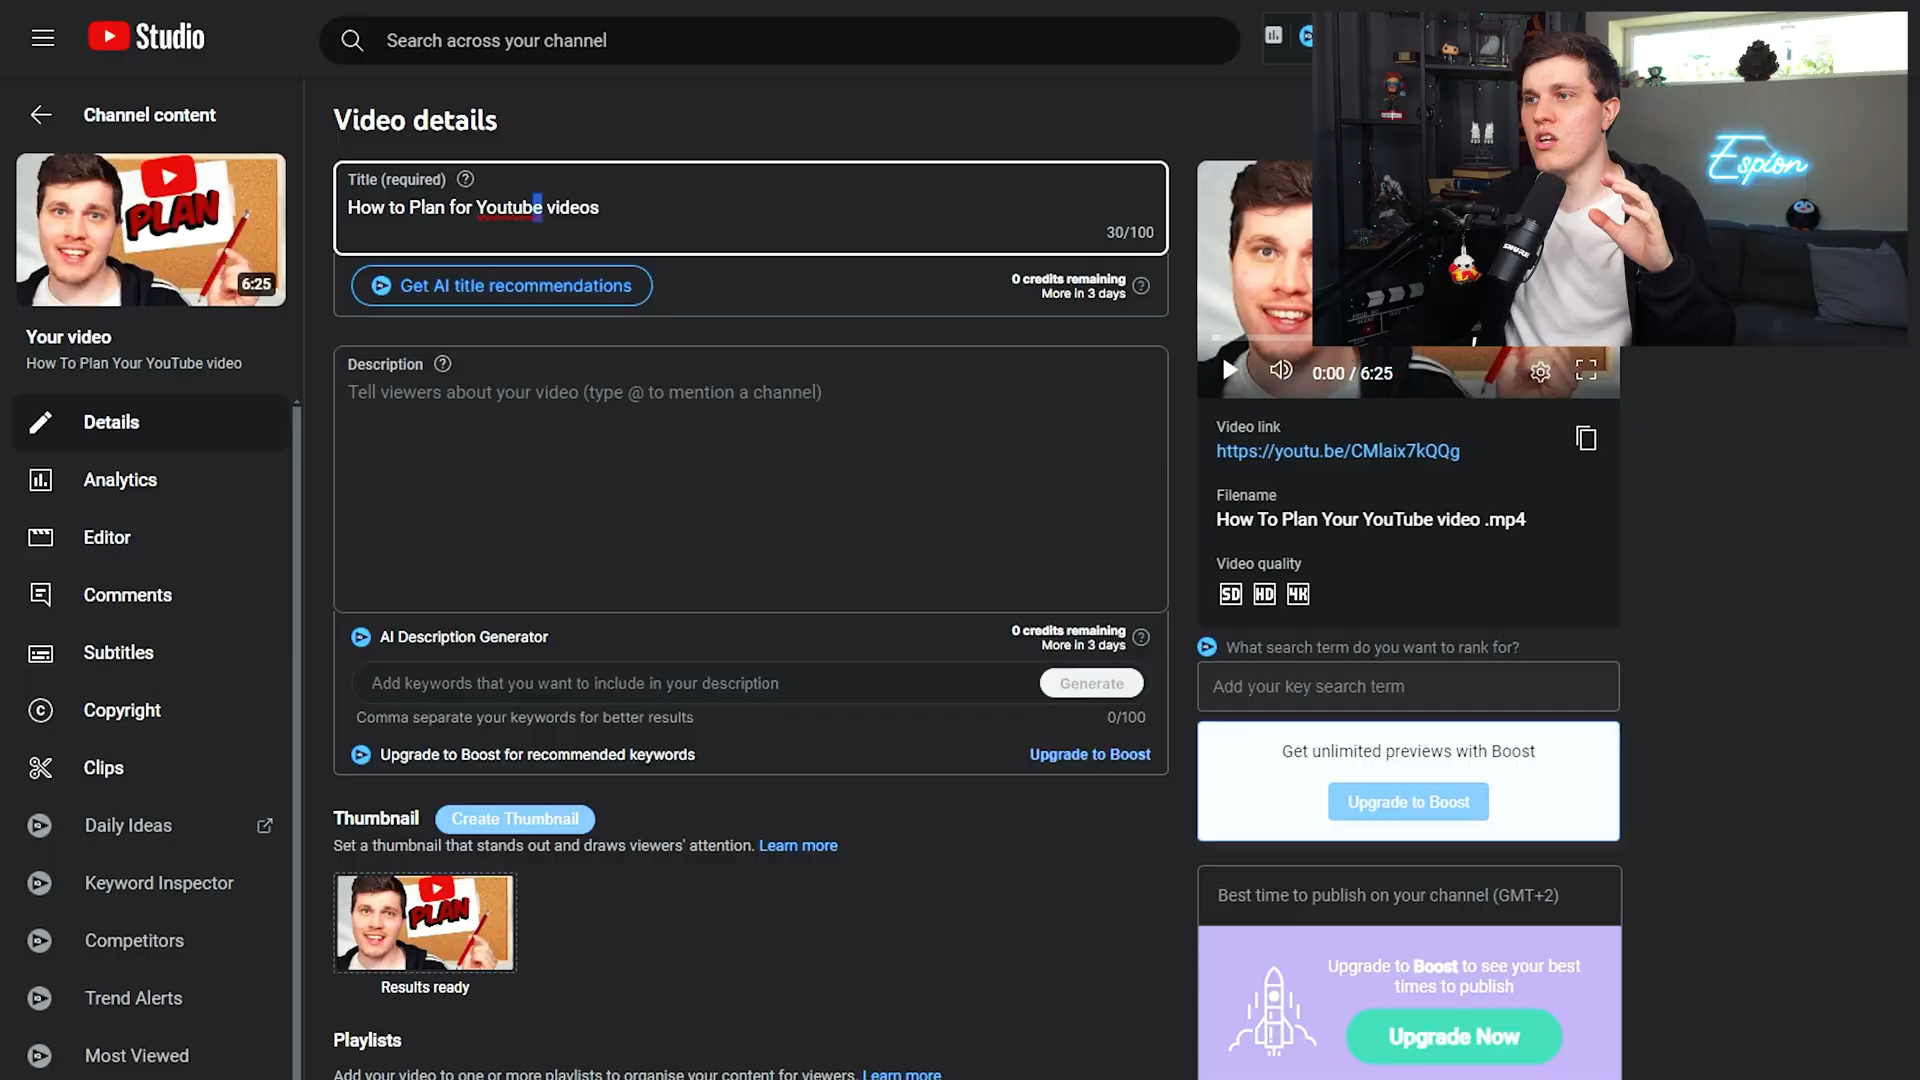 Studio
Search across your channel
Channel content
PLAN
6:25
Your video
How To Plan Your YouTube video
Details
Analytics
Editor
Comments
Subtitles
Copyright
Clips
Daily Ideas
Keyword Inspector
Competitors
Trend Alerts
Most Viewed
Video details
Title (required)
How to Plan for Youtube videos
30/100
Get AI title recommendations
0 credits remaining
More in 3 days
Description
Tell viewers about your video (type @ to mention a channel)
AI Description Generator
0 credits remaining
More in 3 days
Add keywords that you want to include in your description
Generate
Comma separate your keywords for better results
0/100
Upgrade to Boost for recommended keywords
Upgrade to Boost
Thumbnail
Create Thumbnail
Set a thumbnail that stands out and draws viewers' attention. Learn more
PLAN
Results ready
Playlists
Add your video to one or more playlists to organise your content for viewers. Learn more
Espion
SHURE
0:00 / 6:25
Video link
https://youtu.be/CMlaix7kQQg
Filename
How To Plan Your YouTube video .mp4
Video quality
SD HD 4K
What search term do you want to rank for?
Add your key search term
Get unlimited previews with Boost
Upgrade to Boost
Best time to publish on your channel (GMT+2)
Upgrade to Boost to see your best
times to publish
Upgrade Now